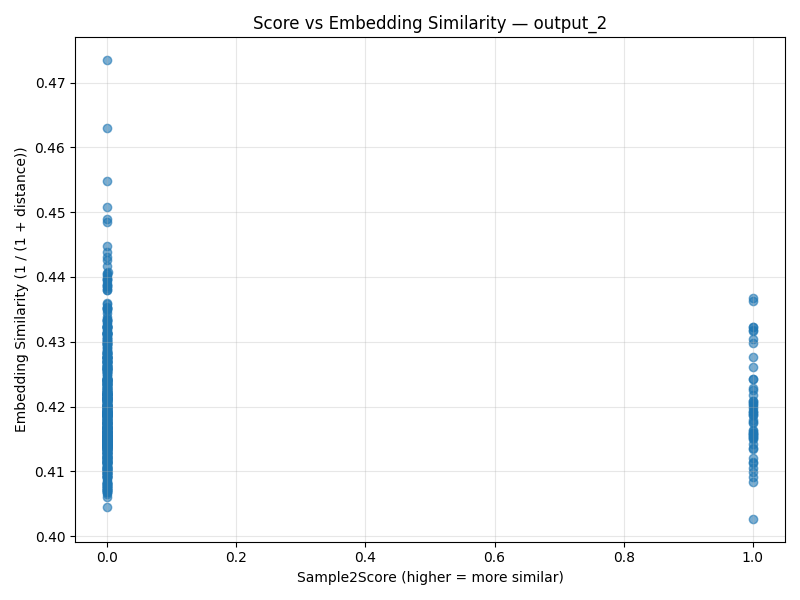 Score vs Embedding Similarity — output_2
Embedding Similarity (1 / (1 + distance))
0.47
0.46
0.45
0.44
0.43
0.42
0.41
0.40
0.0 0.2 0.4 0.6 0.8 1.0
Sample2Score (higher = more similar)